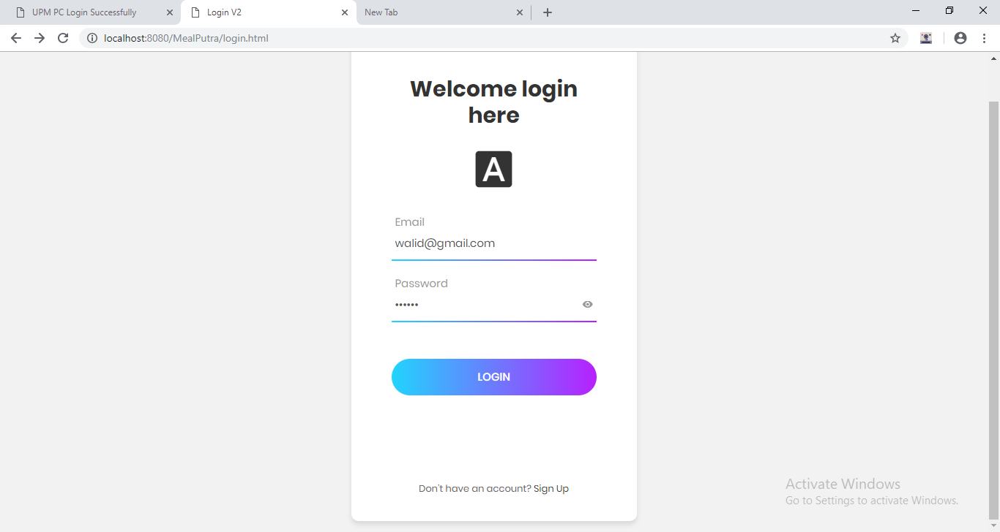 UPM PC Login Successfully
Login V2
New Tab
localhost:8080/MealPutra/login.html
Welcome login
here
A
Email
walid@gmail.com
Password
••••••
LOGIN
Don't have an account? Sign Up
Activate Windows
Go to Settings to activate Windows.